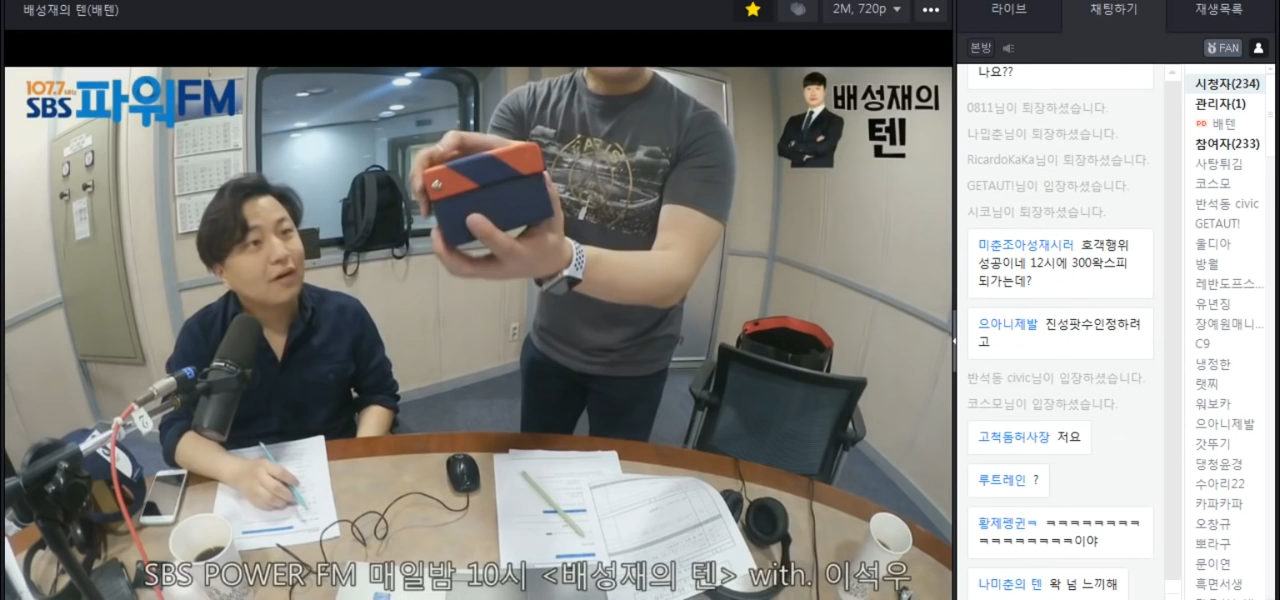 배성재의 텐(배텐)
2M, 720p
라이브
채팅하기
재생목록
본방
FAN
107.7 MHz
SBS 파워FM
배성재의
텐
SBS POWER FM 매일밤 10시 <배성재의 텐> with. 이석우
나요??
0811님이 퇴장하셨습니다.
나밉춘님이 퇴장하셨습니다.
RicardoKaKa님이 퇴장하셨습니다.
GETAUT!님이 입장하셨습니다.
시코님이 퇴장하셨습니다.
미춘조아성재시러 호객행위
성공이네 12시에 300왁스피
되가는데?
으아니제발 진성팟수인정하려
고
반석동 civic님이 입장하셨습니다.
코스모님이 입장하셨습니다.
고척돔허사장 저요
루트레인 ?
황제펭귄ㅋ ㅋㅋㅋㅋㅋㅋㅋㅋ
ㅋㅋㅋㅋㅋㅋㅋㅋ이야
나미춘의 텐 왁 넘 느끼해
시청자(234)
관리자(1)
PD 배텐
참여자(233)
사탕튀김
코스모
반석동 civic
GETAUT!
울디아
방월
레반도프스...
유년징
장예원매니...
C9
냉정한
랫찌
워보카
으아니제발
갓뚜기
댕청윤경
수아리22
카파카파
오창규
뽀라구
문이연
흑면서생